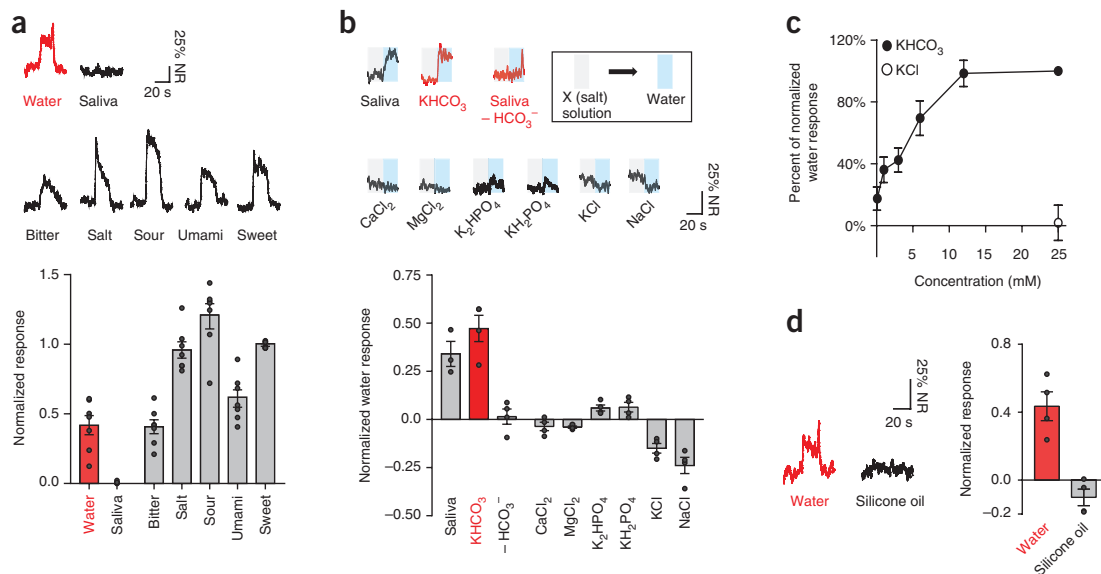 a
25% NR
20 s
Water
Saliva
Bitter
Salt
Sour
Umami
Sweet
Normalized response
1.5
1.0
0.5
0.0
Water
Saliva
Bitter
Salt
Sour
Umami
Sweet
b
Saliva
KHCO3
Saliva
– HCO3–
X (salt)
solution
Water
CaCl2
MgCl2
K2HPO4
KH2PO4
KCl
NaCl
25% NR
20 s
Normalized water response
0.75
0.50
0.25
0.0
–0.25
–0.50
Saliva
KHCO3
– HCO3–
CaCl2
MgCl2
K2HPO4
KH2PO4
KCl
NaCl
c
Percent of normalized
water response
120%
80%
40%
0%
KHCO3
KCl
5
10
15
20
25
Concentration (mM)
d
25% NR
20 s
Water
Silicone oil
Normalized response
0.8
0.4
0
–0.2
Water
Silicone oil